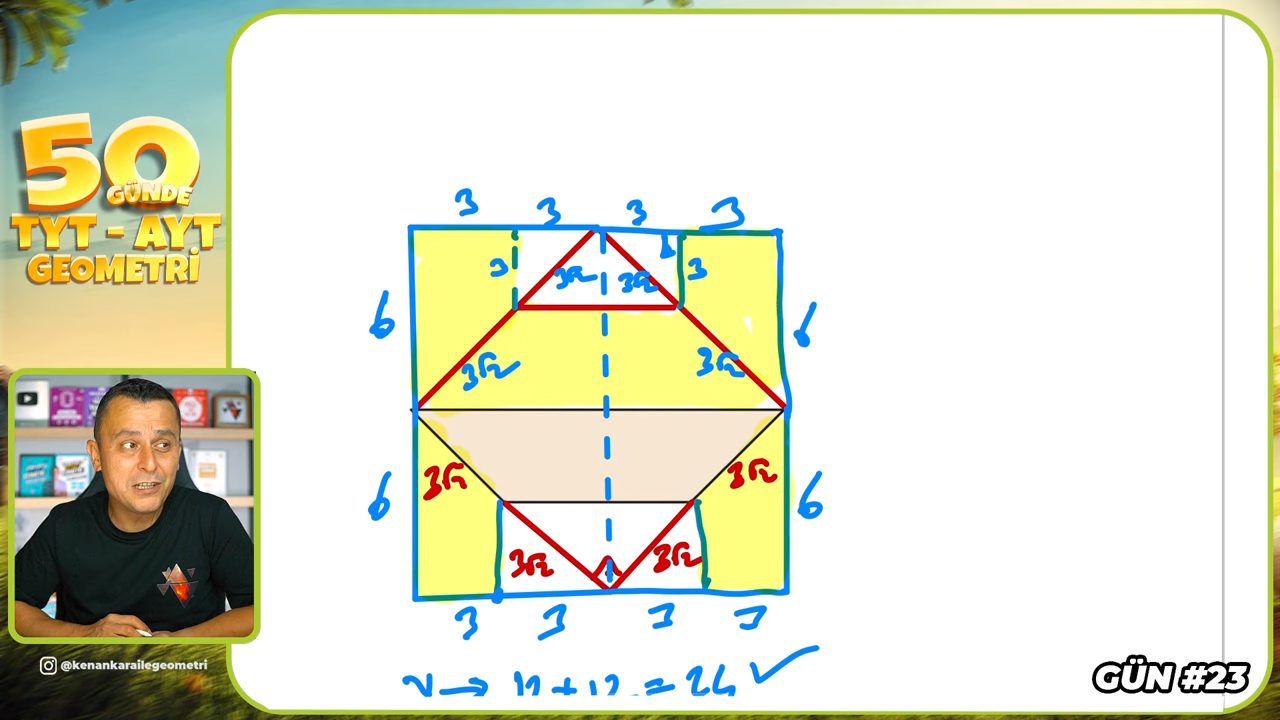 50
GÜNDE
TYT - AYT
GEOMETRİ
3 3 3 3
3 3
3√2 3√2
6 6
3√2 3√2
3√2 3√2
6 6
3√2 3√2
3 3 3 3
= 24 ✓
@kenankarailegeometri
GÜN #23